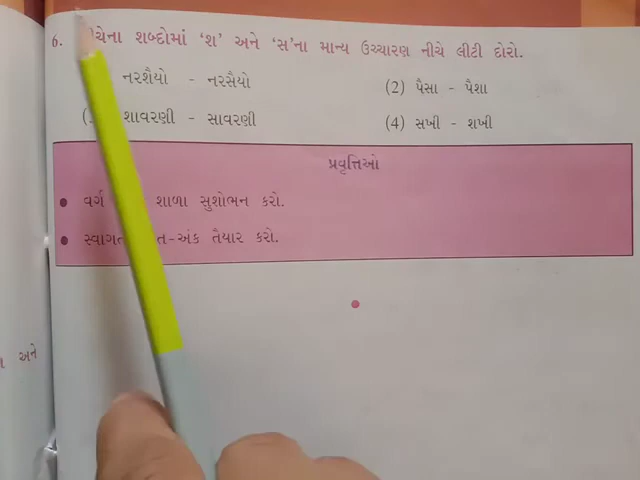 6. શબ્દોમાં ‘શ’ અને ‘સ’ના માન્ય ઉચ્ચારણ નીચે લીટી દોરો.
નરશૈયો - નરસૈયો (2) પૈસા - પૈશા
શાવરણી - સાવરણી (4) સખી - શખી
પ્રવૃત્તિઓ
• વર્ગ શાળા સુશોભન કરો.
• સ્વાગત -અંક તૈયાર કરો.
અને